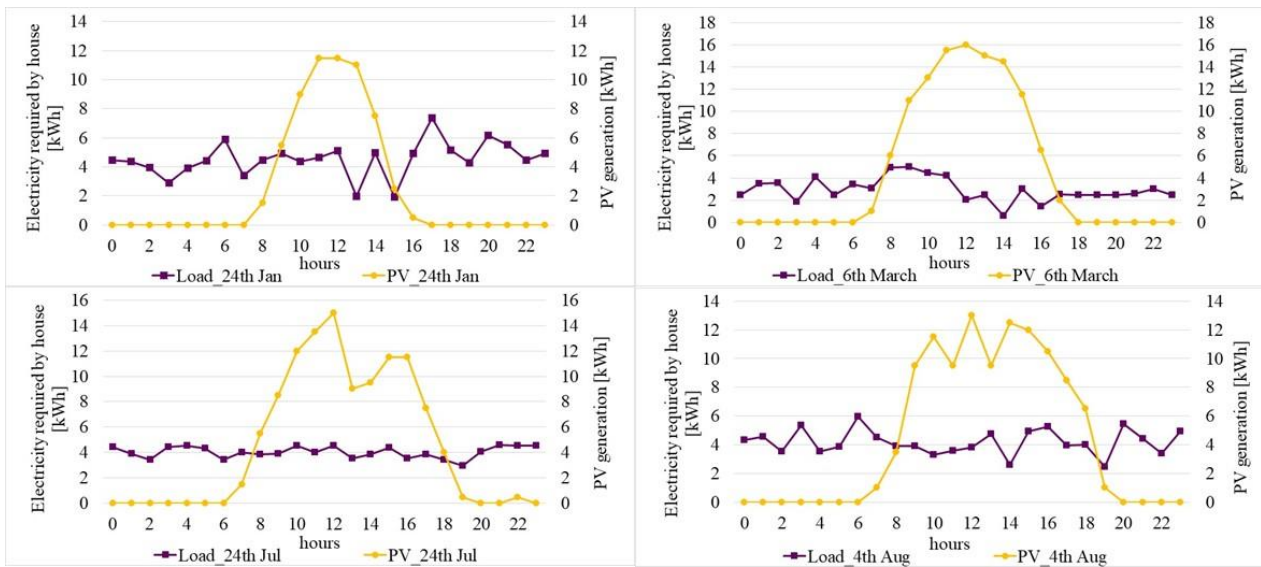 Electricity required by house
[kWh]
14
12
10
8
6
4
2
0
14
12
10
8
6
4
2
0
PV generation [kWh]
0 2 4 6 8 10 12 14 16 18 20 22
hours
Load_24th Jan PV_24th Jan
Electricity required by house
[kWh]
18
16
14
12
10
8
6
4
2
0
18
16
14
12
10
8
6
4
2
0
PV generation [kWh]
0 2 4 6 8 10 12 14 16 18 20 22
hours
Load_6th March PV_6th March
Electricity required by house
[kWh]
16
14
12
10
8
6
4
2
0
16
14
12
10
8
6
4
2
0
PV generation [kWh]
0 2 4 6 8 10 12 14 16 18 20 22
hours
Load_24th Jul PV_24th Jul
Electricity required by house
[kWh]
14
12
10
8
6
4
2
0
14
12
10
8
6
4
2
0
PV generation [kWh]
0 2 4 6 8 10 12 14 16 18 20 22
hours
Load_4th Aug PV_4th Aug